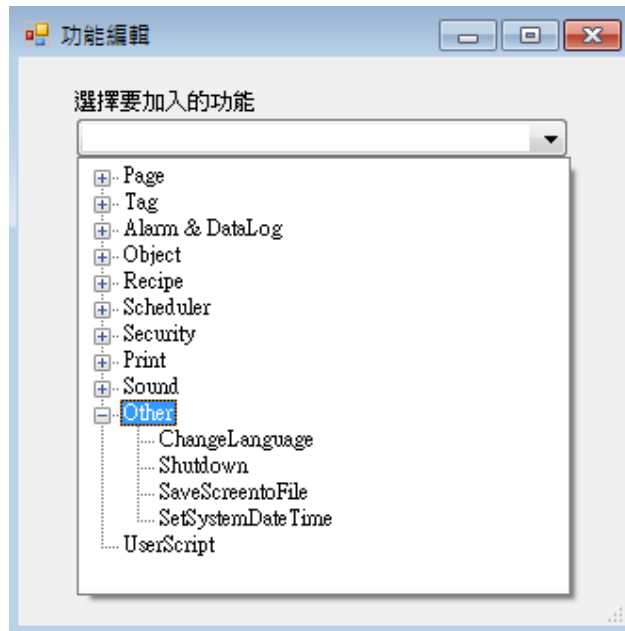 功能編輯
選擇要加入的功能
Page
Tag
Alarm & DataLog
Object
Recipe
Scheduler
Security
Print
Sound
Other
ChangeLanguage
Shutdown
SaveScreentoFile
SetSystemDateTime
UserScript